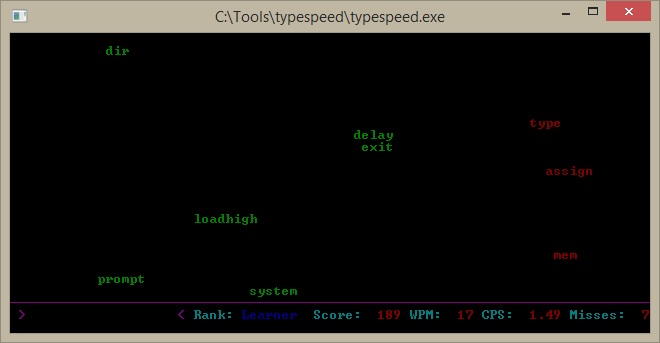 C:\Tools\typespeed\typespeed.exe
dir
type
delay
exit
assign
loadhigh
mem
prompt
system
> < Rank: Learner Score: 189 WPM: 17 CPS: 1.49 Misses: 7